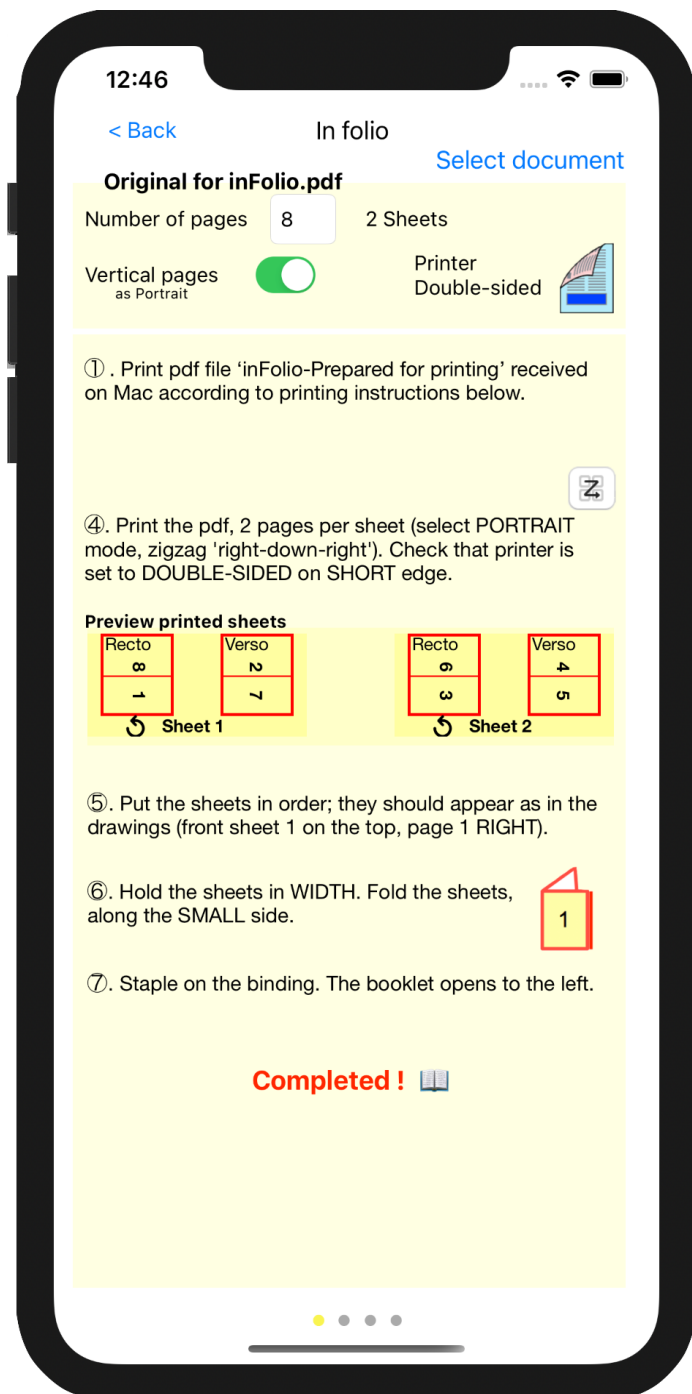 12:46
< Back
In folio
Select document
Original for inFolio.pdf
Number of pages 8 2 Sheets
Vertical pages
as Portrait
Printer
Double-sided
①. Print pdf file ‘inFolio-Prepared for printing’ received
on Mac according to printing instructions below.
Z
④. Print the pdf, 2 pages per sheet (select PORTRAIT
mode, zigzag 'right-down-right'). Check that printer is
set to DOUBLE-SIDED on SHORT edge.
Preview printed sheets
Recto Verso Recto Verso
8 2 6 4
1 7 3 5
Sheet 1 Sheet 2
⑤. Put the sheets in order; they should appear as in the
drawings (front sheet 1 on the top, page 1 RIGHT).
⑥. Hold the sheets in WIDTH. Fold the sheets,
along the SMALL side.
1
⑦. Staple on the binding. The booklet opens to the left.
Completed !